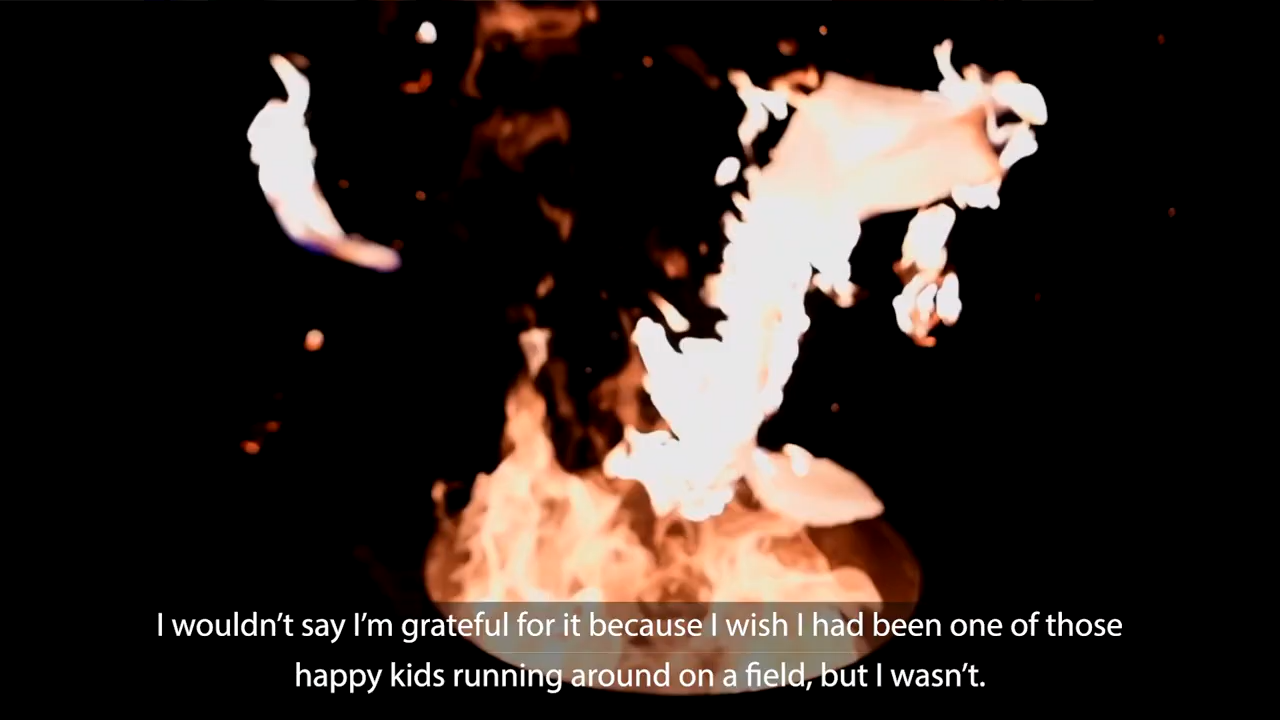 I wouldn’t say I’m grateful for it because I wish I had been one of those
happy kids running around on a field, but I wasn’t.